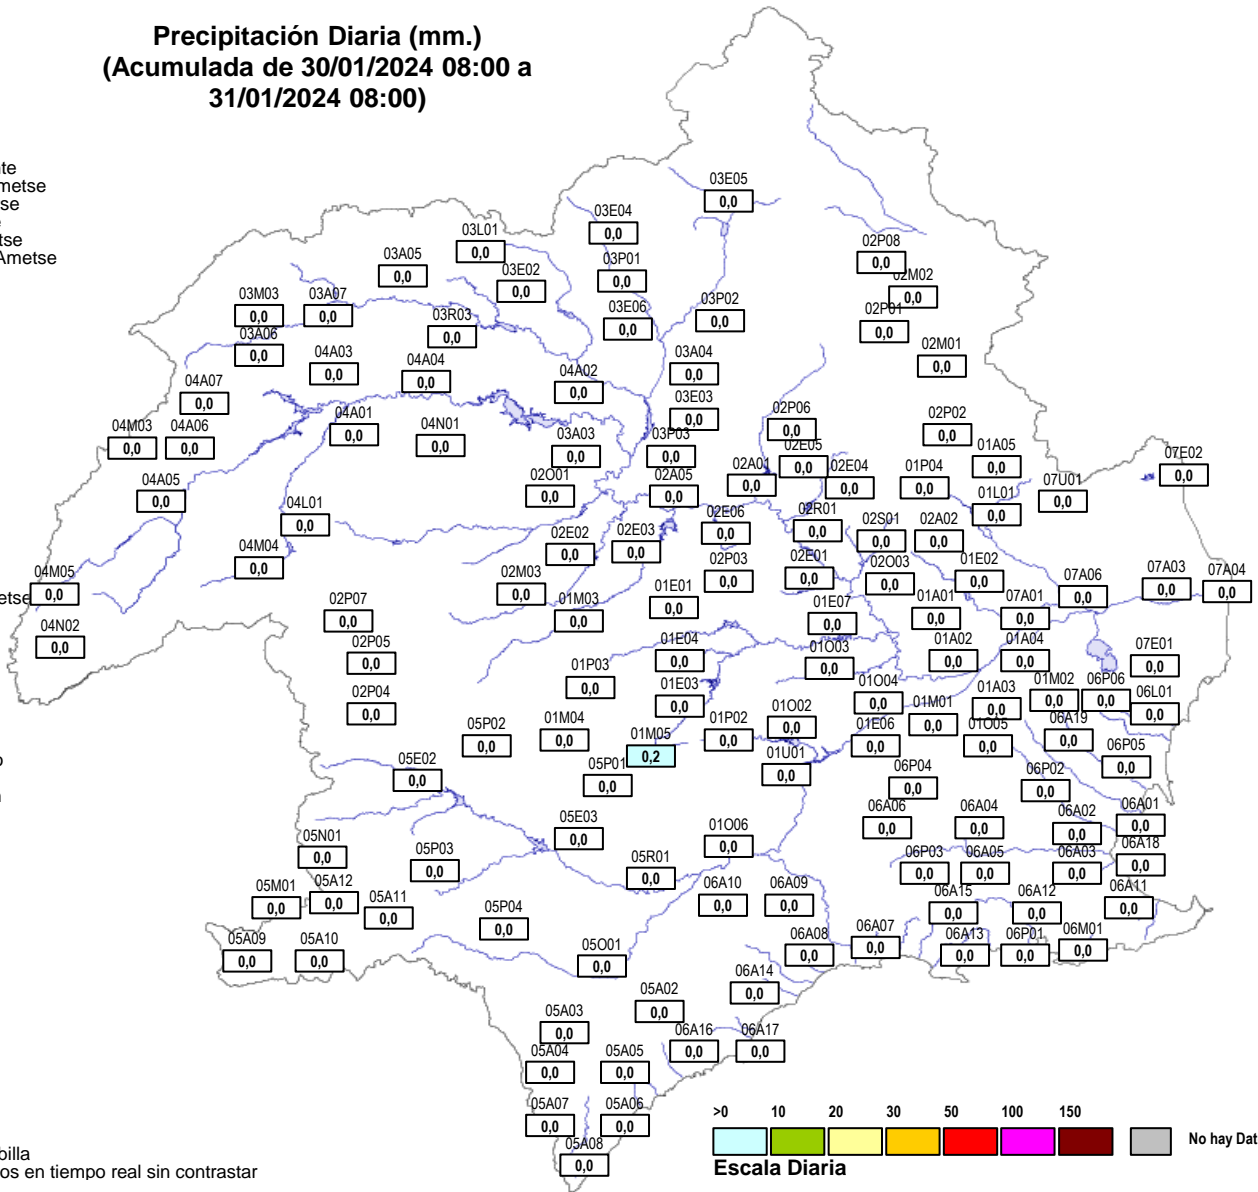 Precipitación Diaria (mm.)
(Acumulada de 30/01/2024 08:00 a
31/01/2024 08:00)
nte
metse
se
tse
Ametse
03E05
0,0
03E04
0,0
03L01
0,0
02P08
0,0
03A05
0,0
03P01
0,0
03E02
0,0
02M02
0,0
03M03
0,0
03A07
0,0
03P02
0,0
03E06
0,0
02P01
0,0
03R03
0,0
03A06
0,0
02M01
0,0
04A03
0,0
04A04
0,0
03A04
0,0
04A02
0,0
04A07
0,0
03E03
0,0
04A01
0,0
02P06
0,0
02P02
0,0
04M03
0,0
04A06
0,0
04N01
0,0
03A03
0,0
03P03
0,0
02E05
0,0
01A05
0,0
07E02
0,0
02O01
0,0
02A05
0,0
02A01
0,0
02E04
0,0
01P04
0,0
07U01
0,0
04A05
0,0
01L01
0,0
04L01
0,0
02E06
0,0
02R01
0,0
02S01
0,0
02A02
0,0
02E02
0,0
02E03
0,0
04M04
0,0
02P03
0,0
02E01
0,0
02O03
0,0
01E02
0,0
04M05
0,0
02M03
0,0
07A06
0,0
07A03
0,0
07A04
0,0
etse
01M03
0,0
01E01
0,0
02P07
0,0
01E07
0,0
01A01
0,0
07A01
0,0
04N02
0,0
02P05
0,0
01E04
0,0
01O03
0,0
01A02
0,0
01A04
0,0
07E01
0,0
01P03
0,0
02P04
0,0
01E03
0,0
01O04
0,0
01A03
0,0
01M02
0,0
06P06
0,0
06L01
0,0
05P02
0,0
01M04
0,0
01M05
0,2
01P02
0,0
01O02
0,0
01E06
0,0
01M01
0,0
01O05
0,0
06A19
0,0
05E02
0,0
05P01
0,0
01U01
0,0
06P04
0,0
06P02
0,0
06P05
0,0
05E03
0,0
01O06
0,0
06A06
0,0
06A04
0,0
06A02
0,0
06A01
0,0
05N01
0,0
05P03
0,0
05R01
0,0
06P03
0,0
06A05
0,0
06A03
0,0
06A18
0,0
05M01
0,0
05A12
0,0
05A11
0,0
06A10
0,0
06A09
0,0
06A15
0,0
06A12
0,0
06A11
0,0
05P04
0,0
05A09
0,0
05A10
0,0
05O01
0,0
06A08
0,0
06A07
0,0
06A13
0,0
06P01
0,0
06M01
0,0
06A14
0,0
05A02
0,0
05A03
0,0
06A16
0,0
06A17
0,0
05A04
0,0
05A05
0,0
05A07
0,0
05A06
0,0
05A08
0,0
>0 10 20 30 50 100 150
No hay Dat
Escala Diaria
billa
os en tiempo real sin contrastar